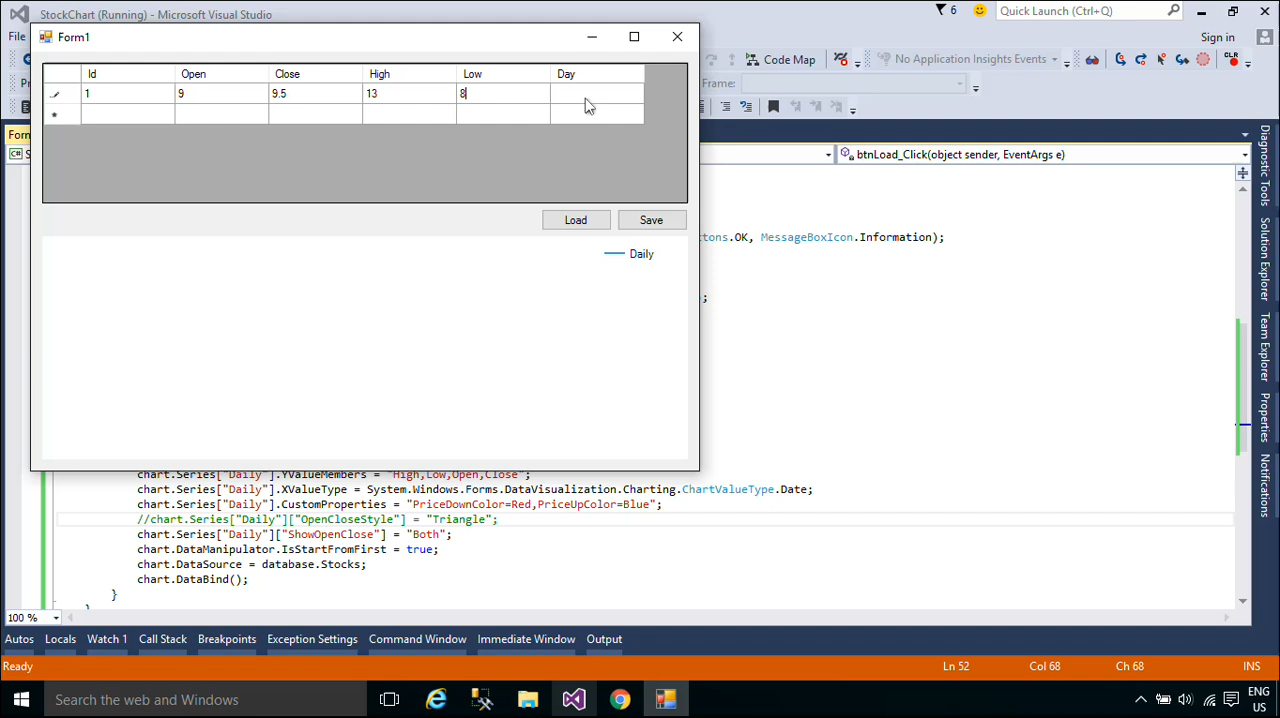 StockChart (Running) - Microsoft Visual Studio
6
Quick Launch (Ctrl+Q)
File
Form1
Sign in
Code Map
No Application Insights Events
CLR
Frame:
Id Open Close High Low Day
1 9 9.5 13 8
btnLoad_Click(object sender, EventArgs e)
Load Save
Daily
tons.OK, MessageBoxIcon.Information);
;
chart.Series["Daily"].YValueMembers = "High,Low,Open,Close";
chart.Series["Daily"].XValueType = System.Windows.Forms.DataVisualization.Charting.ChartValueType.Date;
chart.Series["Daily"].CustomProperties = "PriceDownColor=Red,PriceUpColor=Blue";
//chart.Series["Daily"]["OpenCloseStyle"] = "Triangle";
chart.Series["Daily"]["ShowOpenClose"] = "Both";
chart.DataManipulator.IsStartFromFirst = true;
chart.DataSource = database.Stocks;
chart.DataBind();
}
100 %
Diagnostic Tools
Solution Explorer
Team Explorer
Properties
Notifications
Autos Locals Watch 1 Call Stack Breakpoints Exception Settings Command Window Immediate Window Output
Ready Ln 52 Col 68 Ch 68 INS
Search the web and Windows
ENG
US